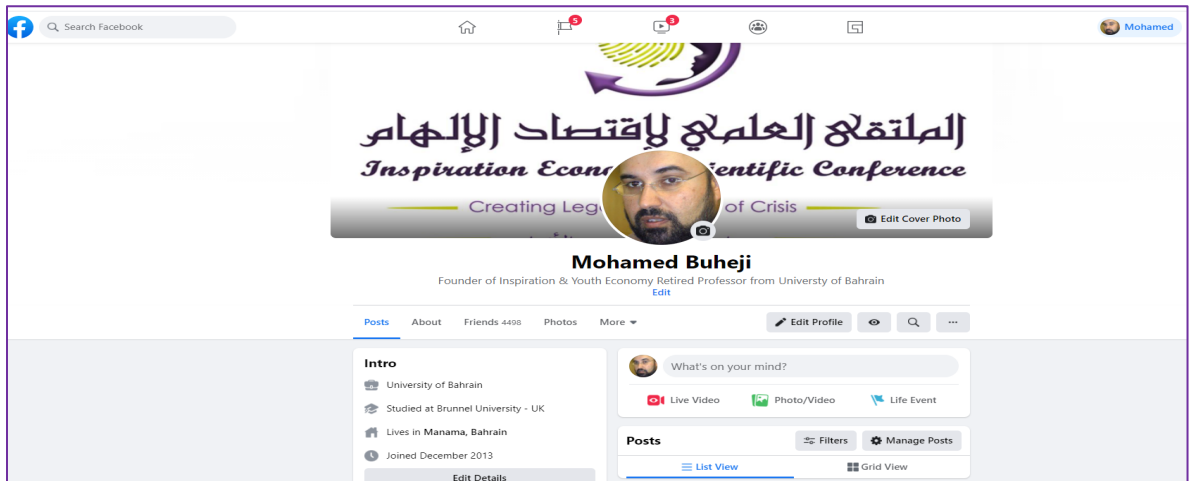 Search Facebook
5
3
Mohamed
الملتقى العلمي لإقتصاد الإلهام
Inspiration Econ entific Conference
Creating Leg of Crisis
Edit Cover Photo
Mohamed Buheji
Founder of Inspiration & Youth Economy Retired Professor from Universty of Bahrain
Edit
Posts About Friends 4498 Photos More
Edit Profile
Intro
University of Bahrain
Studied at Brunnel University - UK
Lives in Manama, Bahrain
Joined December 2013
Edit Details
What's on your mind?
Live Video Photo/Video Life Event
Posts Filters Manage Posts
List View Grid View